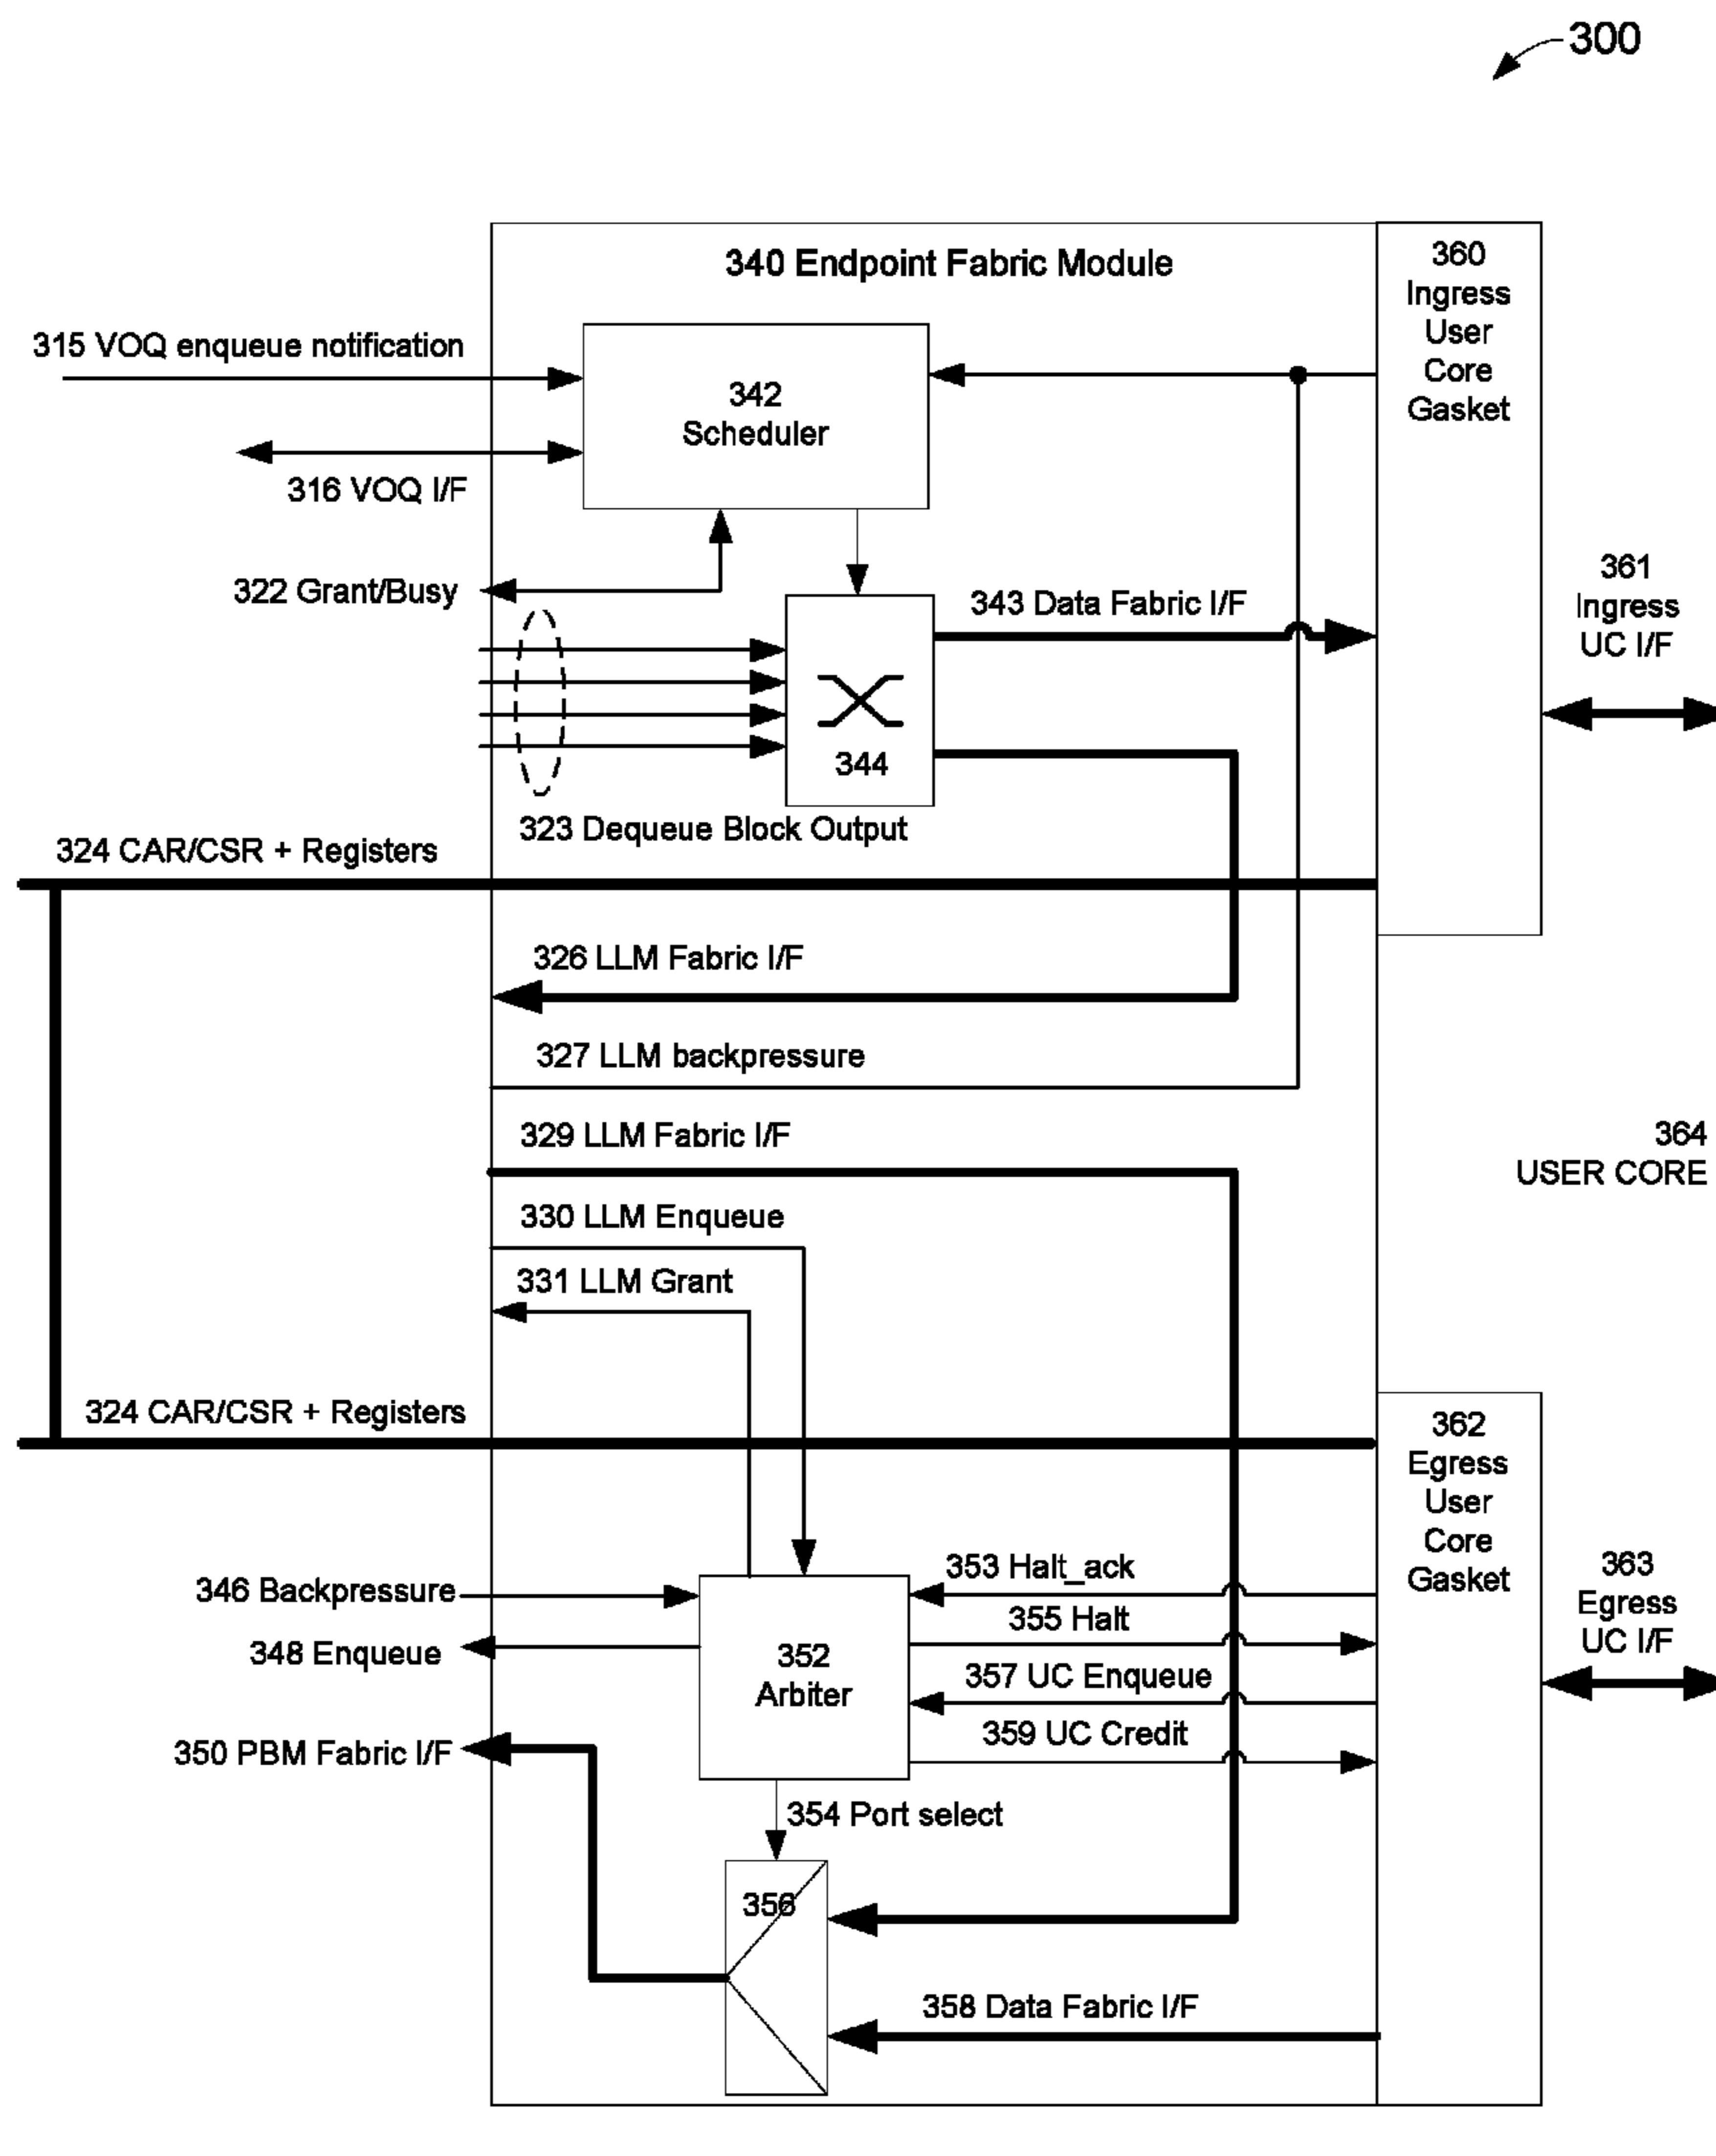 300
340 Endpoint Fabric Module
360
Ingress
User
Core
Gasket
315 VOQ enqueue notification
342
Scheduler
316 VOQ I/F
322 Grant/Busy
343 Data Fabric I/F
361
Ingress
UC I/F
344
323 Dequeue Block Output
324 CAR/CSR + Registers
326 LLM Fabric I/F
327 LLM backpressure
329 LLM Fabric I/F
364
USER CORE
330 LLM Enqueue
331 LLM Grant
324 CAR/CSR + Registers
362
Egress
User
Core
Gasket
353 Halt_ack
346 Backpressure
355 Halt
363
Egress
UC I/F
348 Enqueue
352
Arbiter
357 UC Enqueue
359 UC Credit
350 PBM Fabric I/F
354 Port select
356
358 Data Fabric I/F